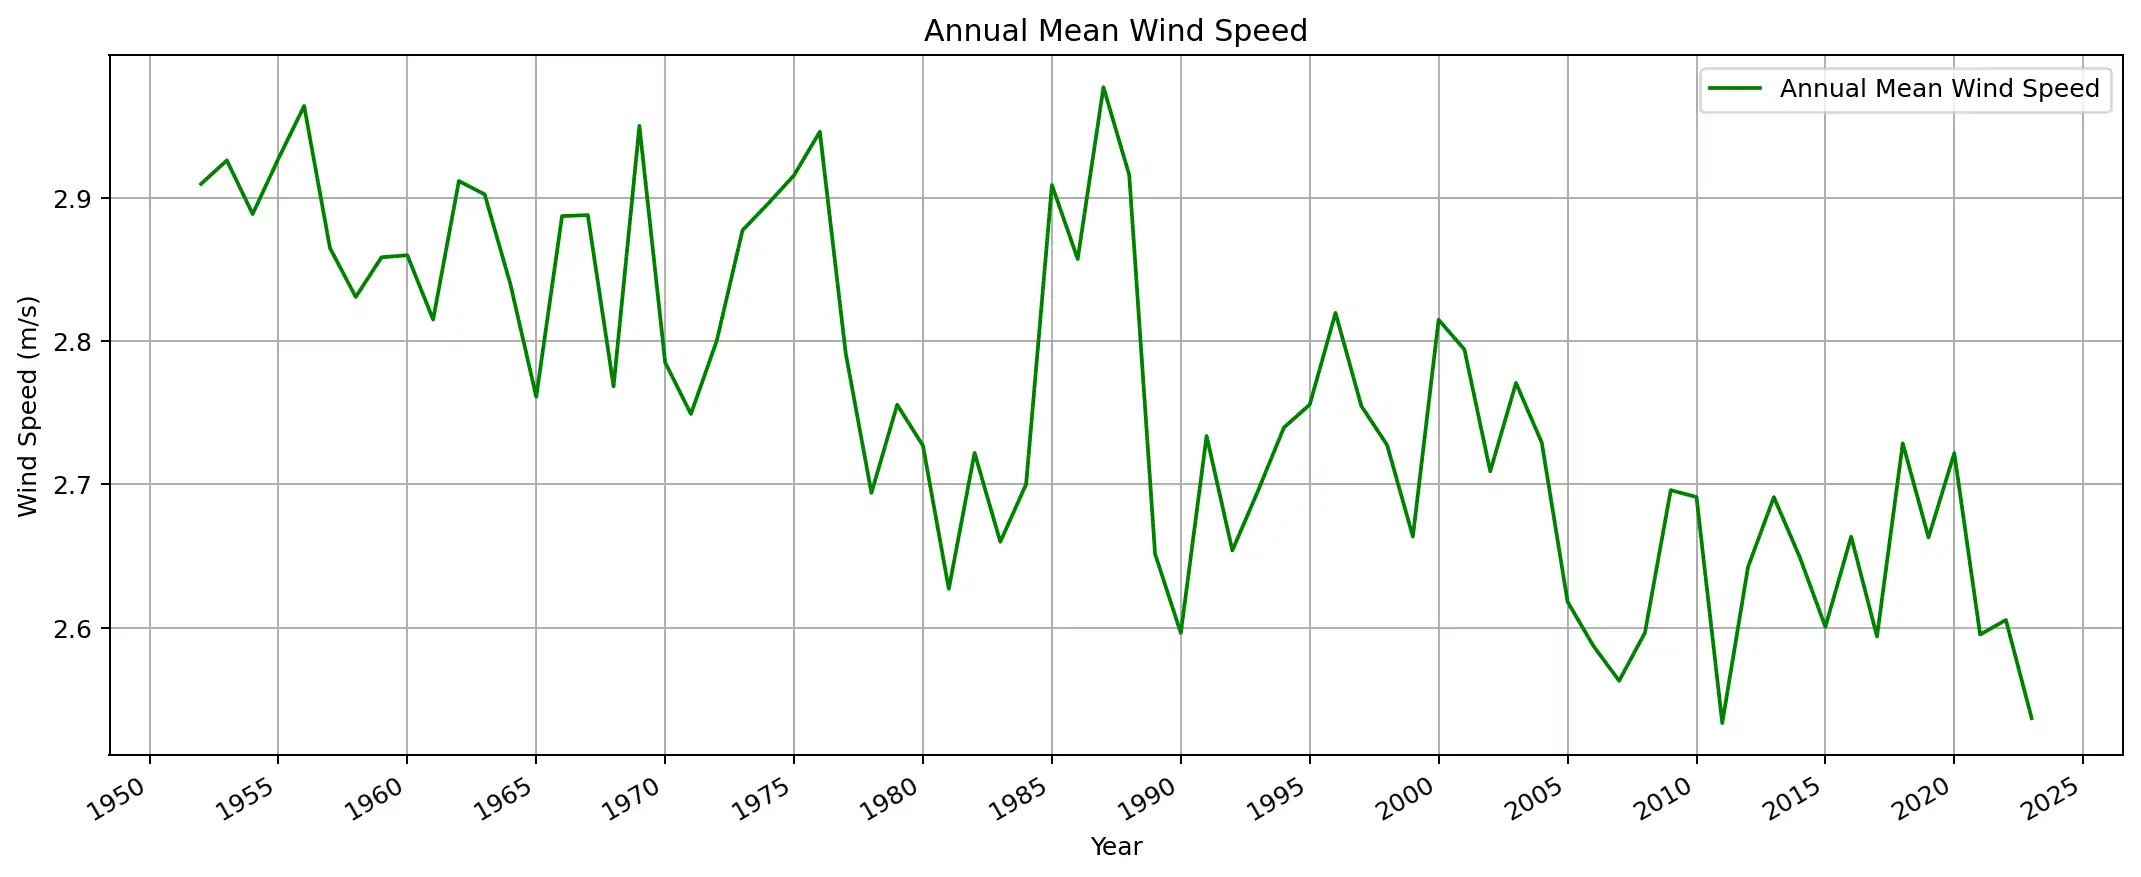 Annual Mean Wind Speed
Annual Mean Wind Speed
Wind Speed (m/s)
2.9
2.8
2.7
2.6
1950 1955 1960 1965 1970 1975 1980 1985 1990 1995 2000 2005 2010 2015 2020 2025
Year